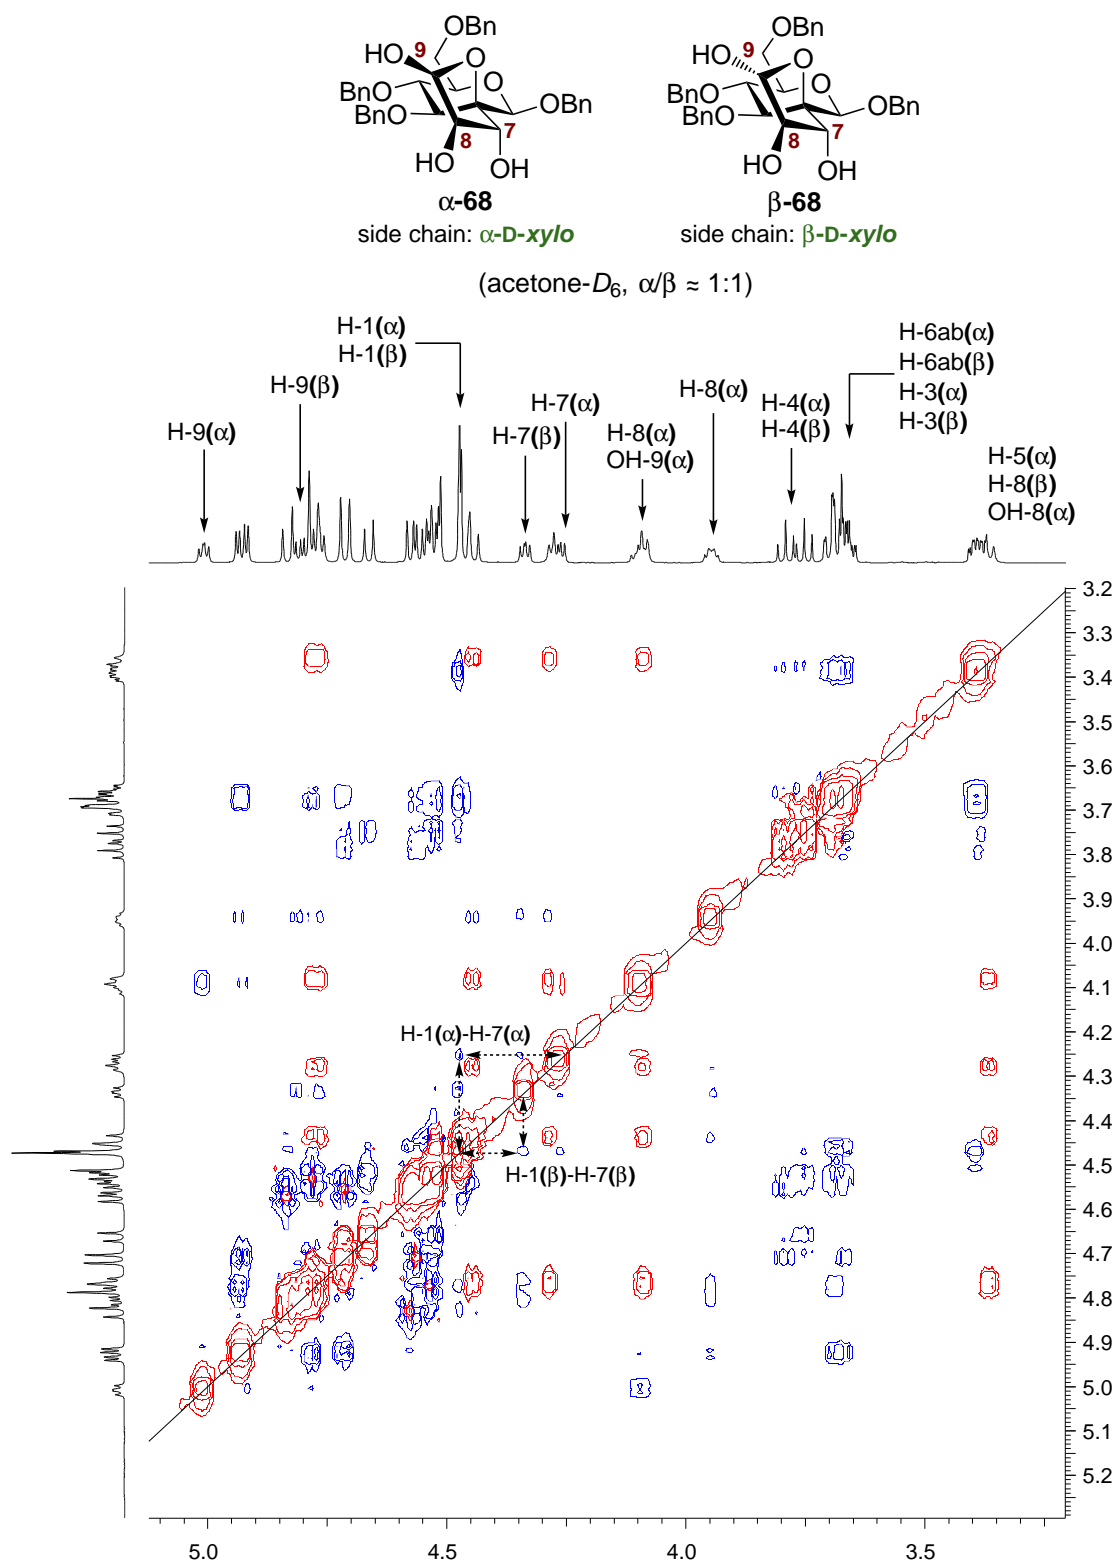 OBn
HO
9
O
O
BnO
BnO
OBn
7
8
HO
OH
α-68
side chain: α-D-xylo
OBn
HO
9
O
O
BnO
BnO
OBn
7
8
HO
OH
β-68
side chain: β-D-xylo
(acetone-D6, α/β ≈ 1:1)
H-9(α)
H-9(β)
H-1(α)
H-1(β)
H-7(β)
H-7(α)
H-8(α)
OH-9(α)
H-8(α)
H-4(α)
H-4(β)
H-6ab(α)
H-6ab(β)
H-3(α)
H-3(β)
H-5(α)
H-8(β)
OH-8(α)
3.2
3.3
3.4
3.5
3.6
3.7
3.8
3.9
4.0
4.1
4.2
4.3
4.4
4.5
4.6
4.7
4.8
4.9
5.0
5.1
5.2
H-1(α)-H-7(α)
H-1(β)-H-7(β)
5.0
4.5
4.0
3.5